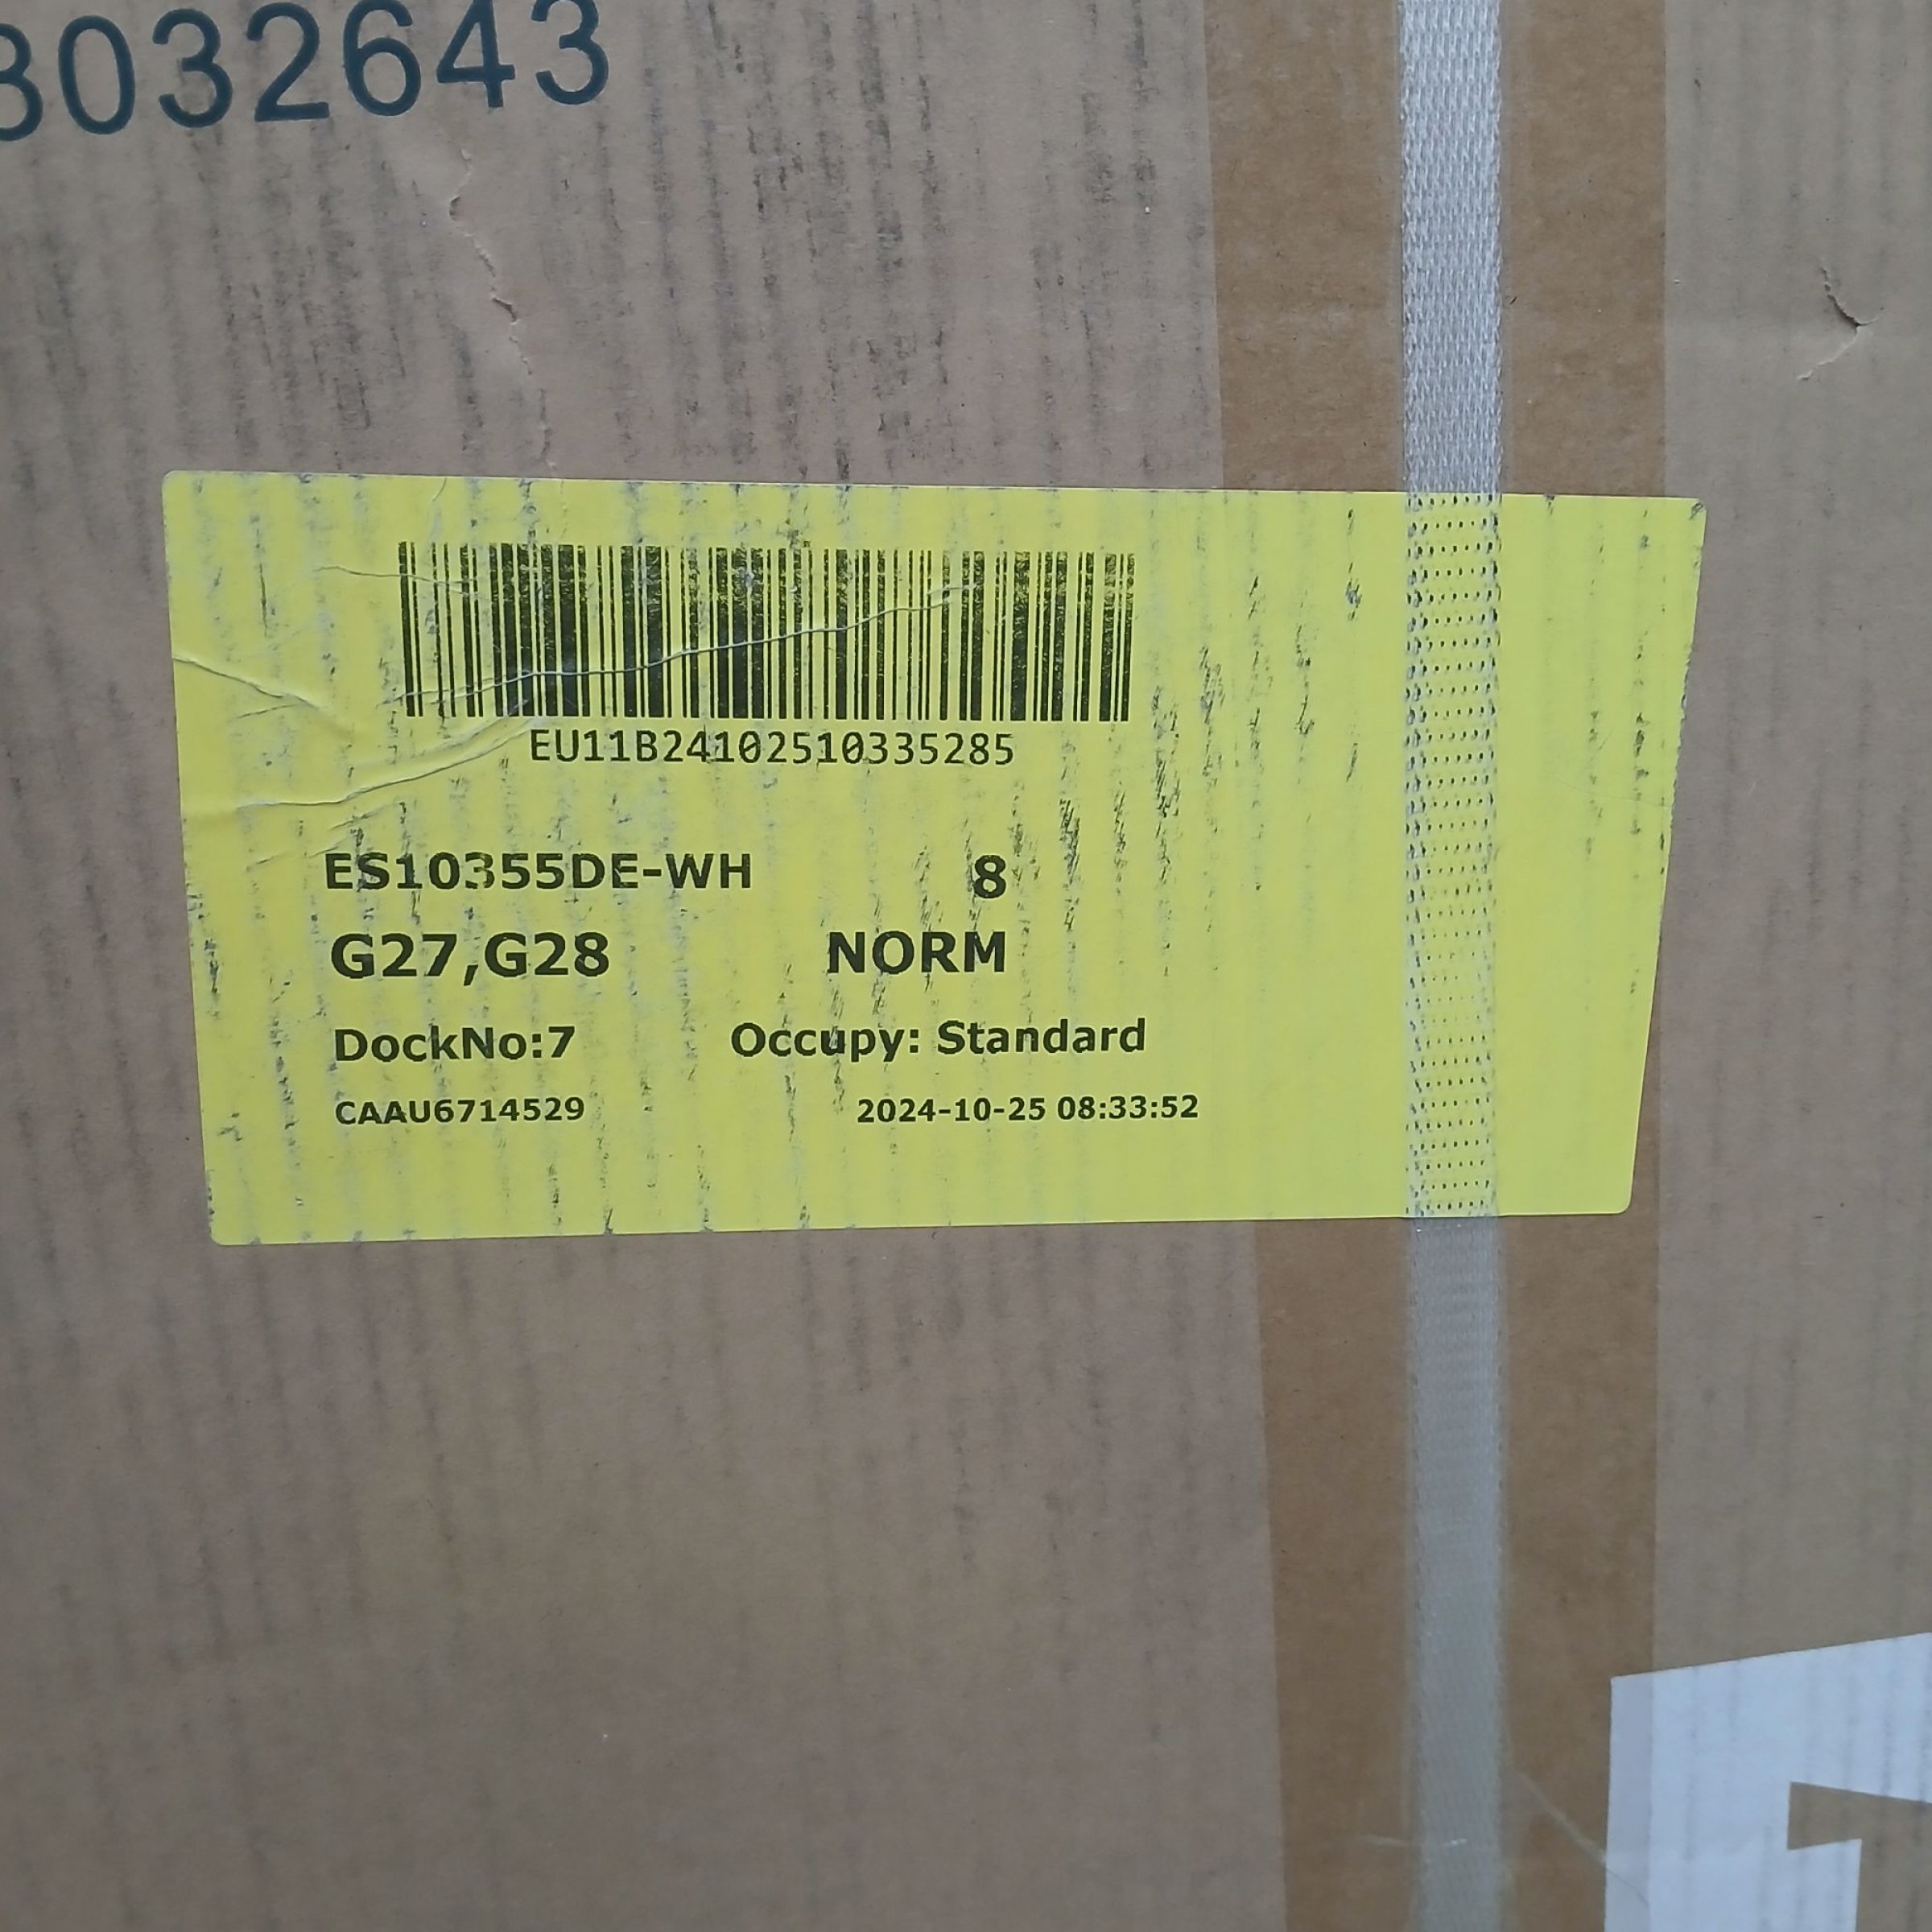 3032643
EU11B24102510335285
ES10355DE-WH 8
G27,G28 NORM
DockNo:7 Occupy: Standard
CAAU6714529 2024-10-25 08:33:52